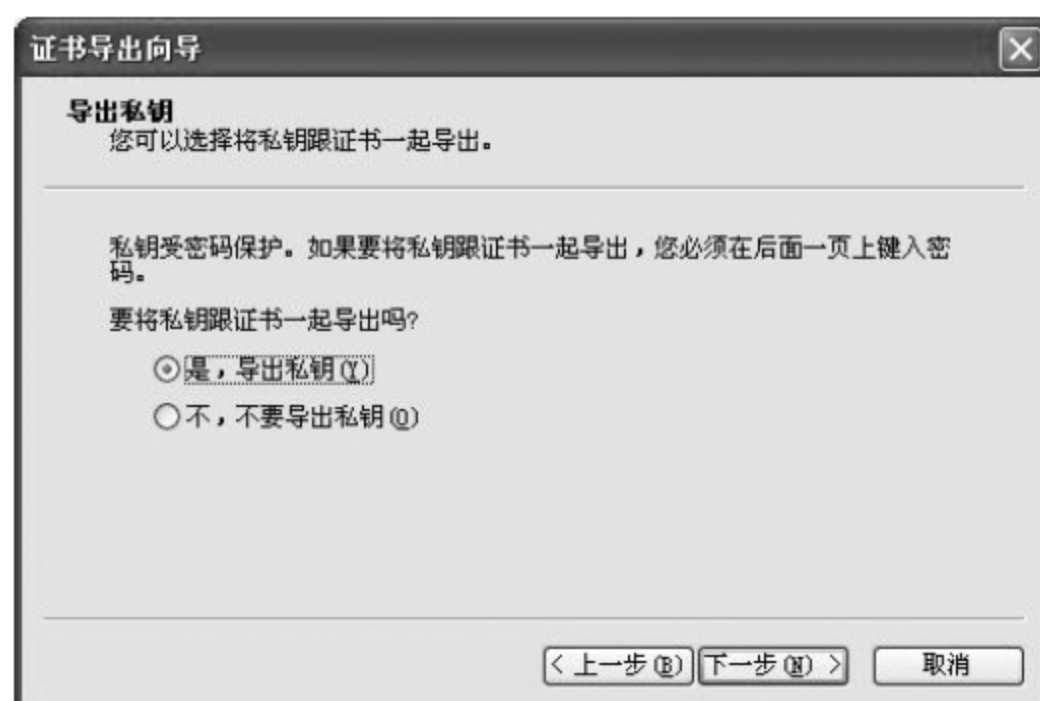 证书导出向导
导出私钥
您可以选择将私钥跟证书一起导出。
私钥受密码保护。如果要将私钥跟证书一起导出，您必须在后面一页上键入密
码。
要将私钥跟证书一起导出吗?
是，导出私钥(Y)
不，不要导出私钥(O)
< 上一步(B) 下一步(N) > 取消